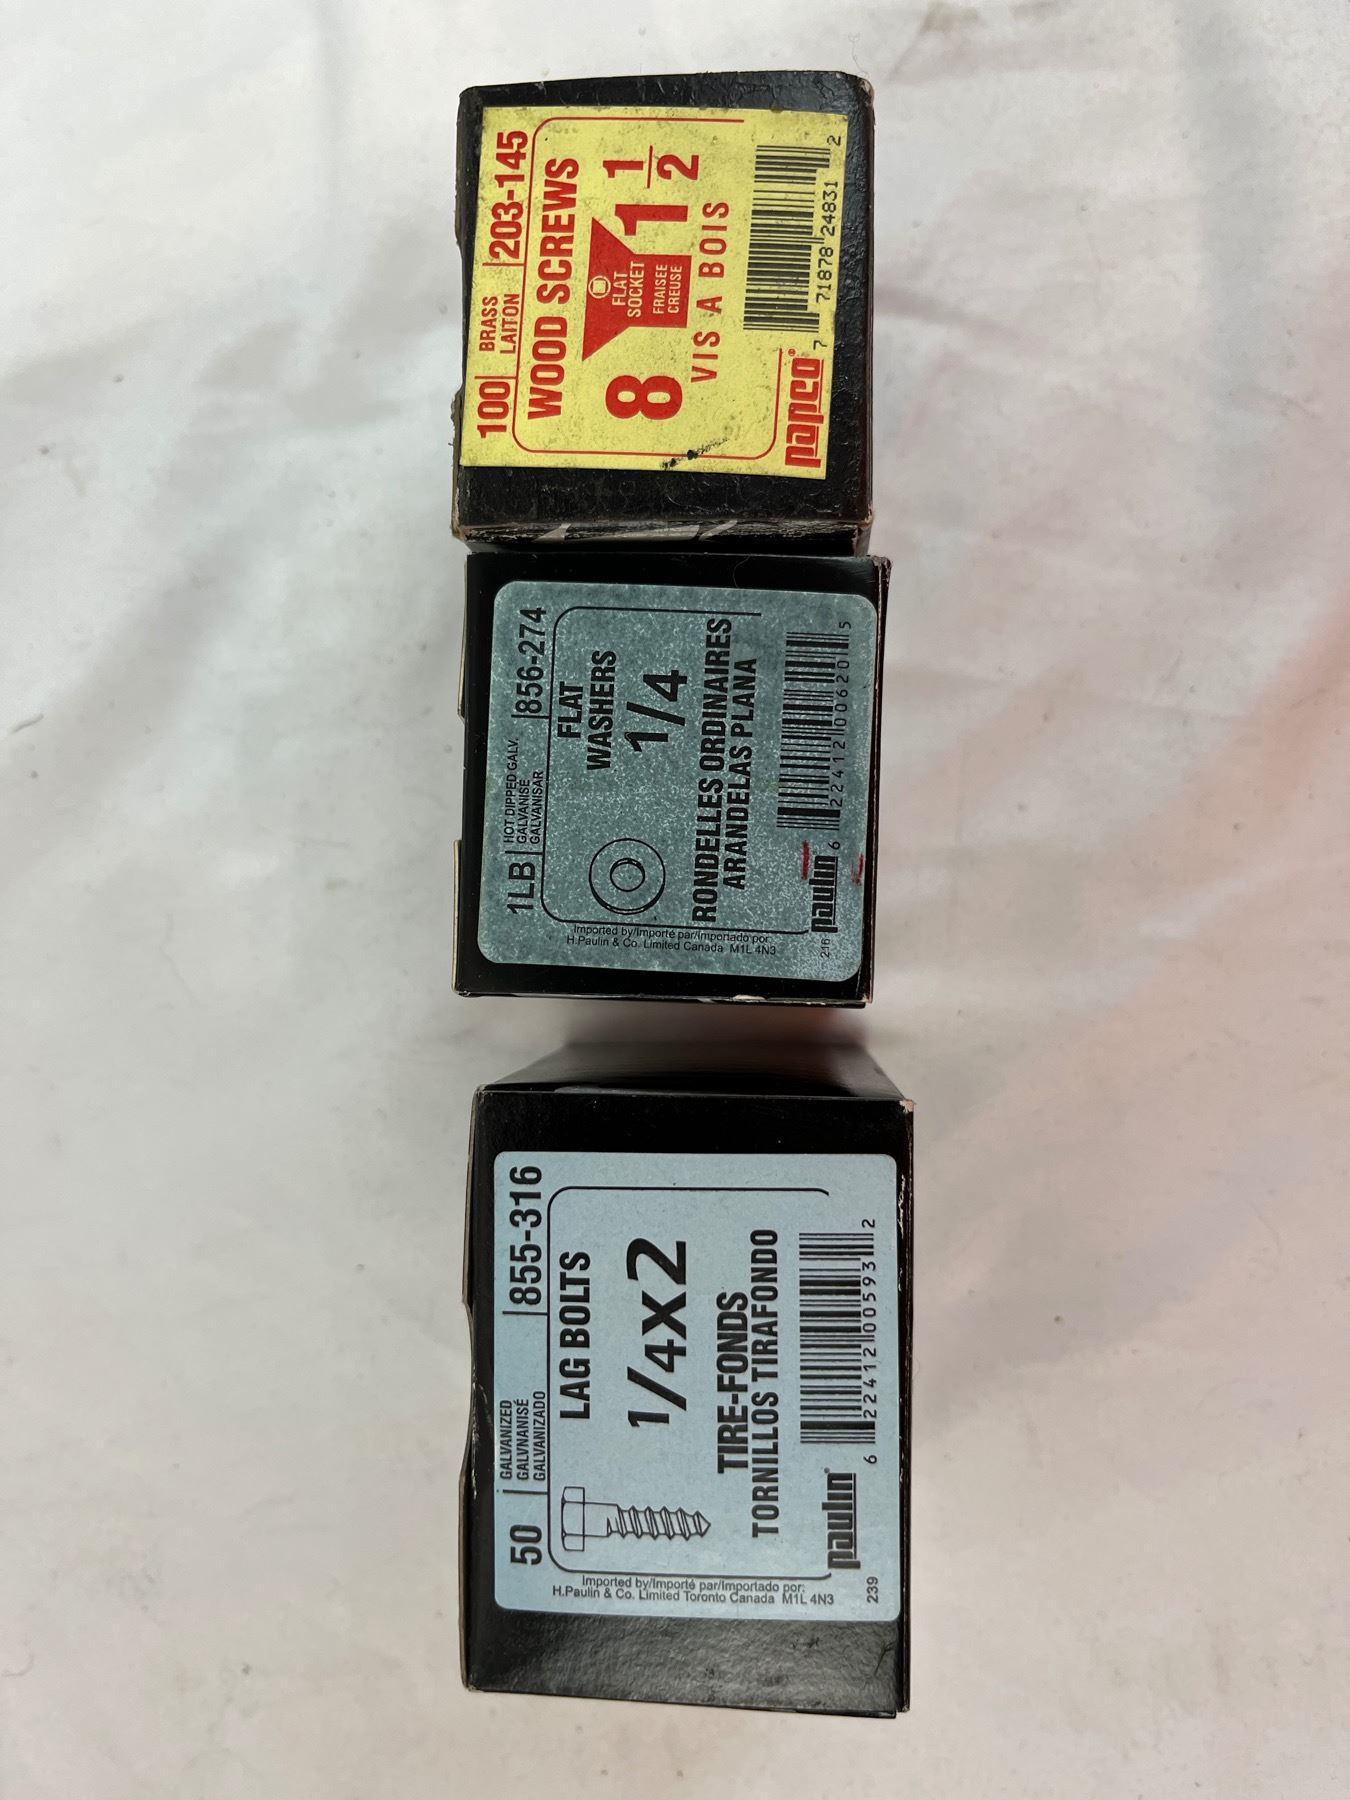 100 BRASS 203-145
LAITON
WOOD SCREWS
8 FLAT SOCKET 1 1/2
FRAISEE CREUSE
VIS A BOIS
papco®
7 71878 24831 2
1LB HOT DIPPED GALV. 856-274
GALVANISÉ
GALVANISAR
FLAT
WASHERS
1/4
RONDELLES ORDINAIRES
ARANDELAS PLANA
paulin
6 22412 00620 5
Imported by/Importé par/Importado por:
H.Paulin & Co. Limited Canada M1L 4N3
216
50 GALVANIZED 855-316
GALVNANISÉ
GALVANIZADO
LAG BOLTS
1/4X2
TIRE-FONDS
TORNILLOS TIRAFONDO
paulin®
6 22412 00593 2
Imported by/Importé par/Importado por:
H.Paulin & Co. Limited Toronto Canada M1L 4N3
239